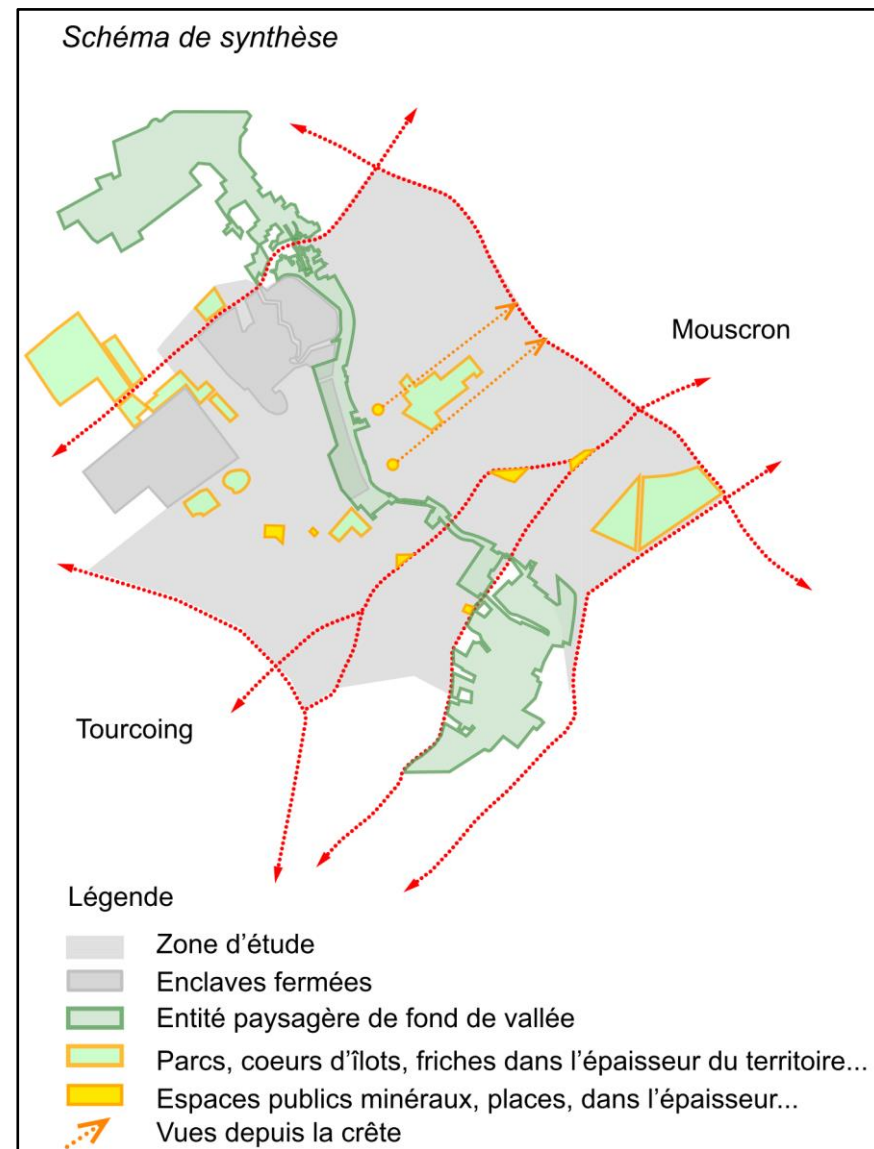 Schéma de synthèse
Mouscron
Tourcoing
Légende
Zone d'étude
Enclaves fermées
Entité paysagère de fond de vallée
Parcs, coeurs d'îlots, friches dans l'épaisseur du territoire...
Espaces publics minéraux, places, dans l'épaisseur...
Vues depuis la crête